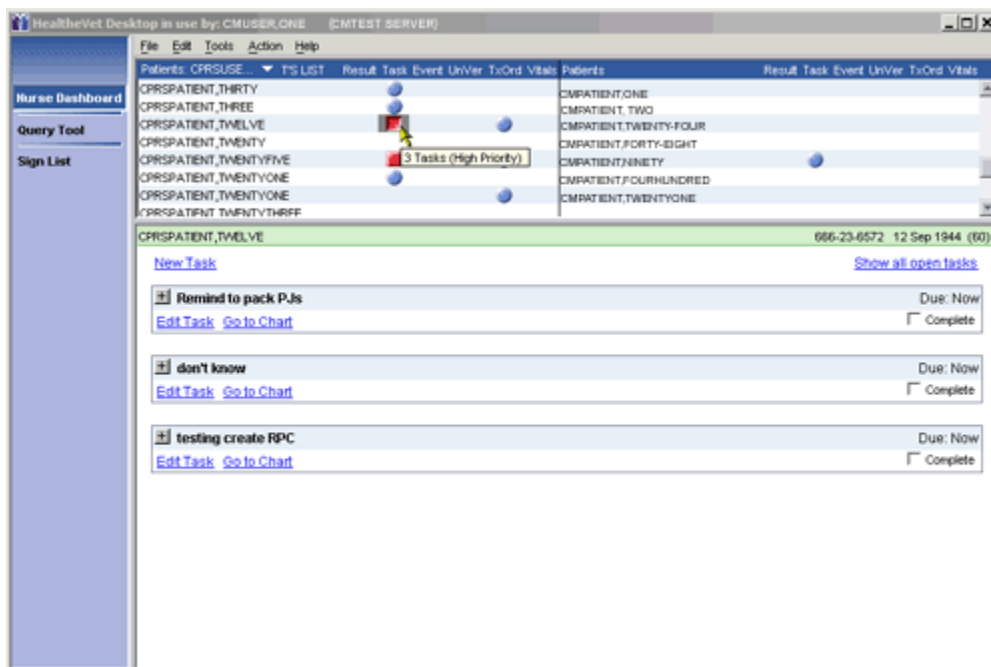 HealtheVet Desktop in use by: CMUSER,ONE (CMTEST SERVER)
File Edit Tools Action Help
Patients: CPRSUSE... T'S LIST Result Task Event UnVer TxOrd Vitals Patients Result Task Event UnVer TxOrd Vitals
Nurse Dashboard
Query Tool
Sign List
CPRSPATIENT,THIRTY
CPRSPATIENT,THREE
CPRSPATIENT,TWELVE
CPRSPATIENT,TWENTY
CPRSPATIENT,TWENTYFIVE
CPRSPATIENT,TWENTYONE
CPRSPATIENT,TWENTYONE
CPRSPATIENT,TWENTYTHREE
3 Tasks (High Priority)
CMPATIENT,ONE
CMPATIENT, TWO
CMPATIENT,TWENTY-FOUR
CMPATIENT,FORTY-EIGHT
CMPATIENT,NINETY
CMPATIENT,FOURHUNDRED
CMPATIENT,TWENTYONE
CPRSPATIENT,TWELVE 666-23-6572 12 Sep 1944 (60)
New Task Show all open tasks
Remind to pack PJs Due: Now
Edit Task Go to Chart Complete
don't know Due: Now
Edit Task Go to Chart Complete
testing create RPC Due: Now
Edit Task Go to Chart Complete